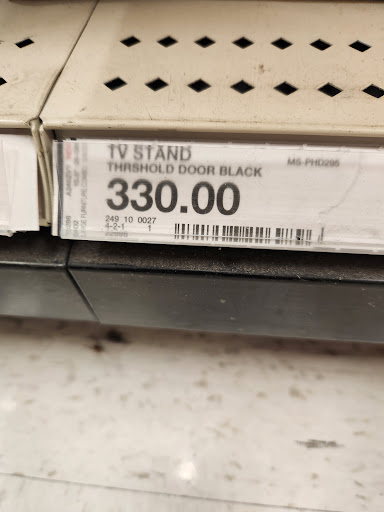 TV STAND
THRSHOLD DOOR BLACK
MS-PHD295
330.00
249 10 0027
4-2-1 1